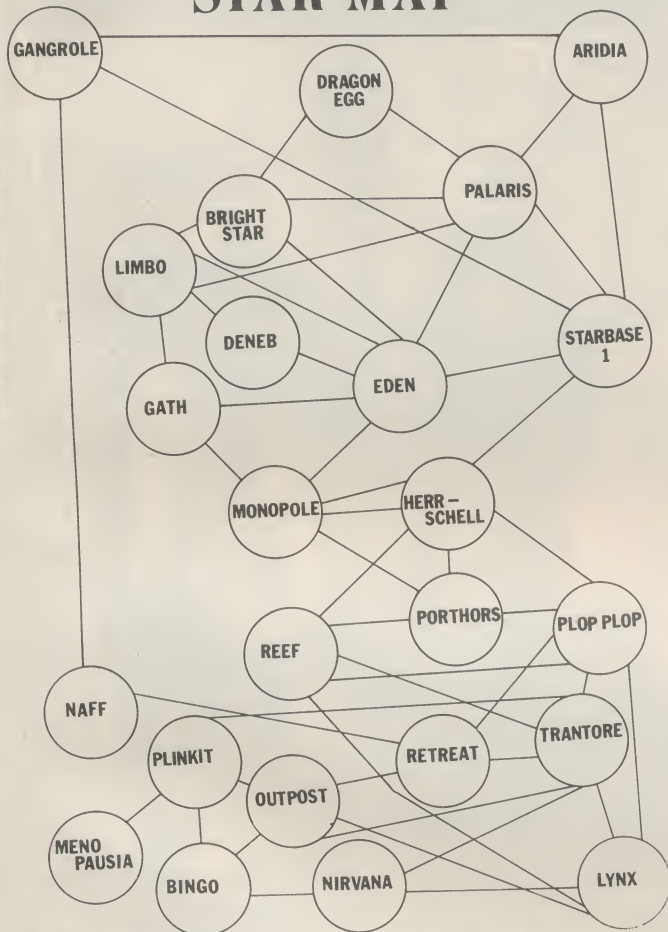 STAR MAP
GANGROLE
ARIDIA
DRAGON
EGG
PALARIS
BRIGHT
STAR
LIMBO
DENEB
STARBASE
1
EDEN
GATH
MONOPOLE
HERR-
SCHELL
PORTHORS
PLOP PLOP
REEF
NAFF
TRANTORE
RETREAT
PLINKIT
OUTPOST
MENO
PAUSIA
BINGO
NIRVANA
LYNX